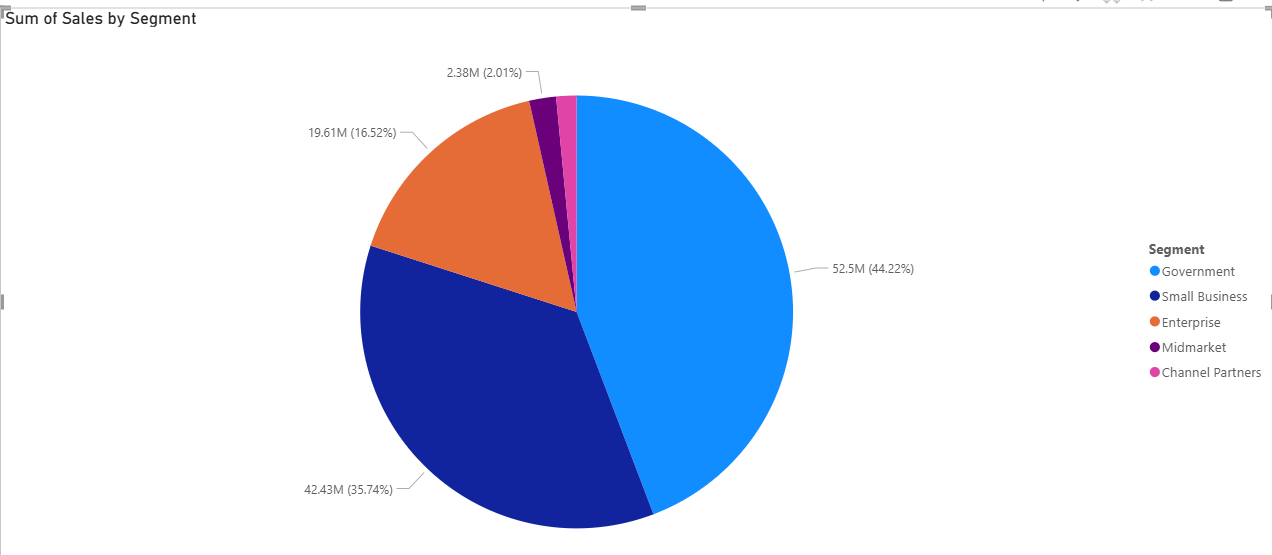 Sum of Sales by Segment
2.38M (2.01%)
19.61M (16.52%)
52.5M (44.22%)
42.43M (35.74%)
Segment
Government
Small Business
Enterprise
Midmarket
Channel Partners